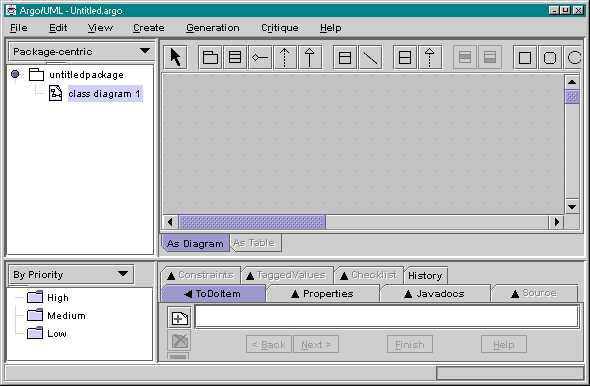 Argo/UML - Untitled.argo
File Edit View Create Generation Critique Help
Package-centric
untitledpackage
class diagram 1
As Diagram As Table
By Priority
High
Medium
Low
Constraints TaggedValues Checklist History
ToDoItem Properties Javadocs Source
< Back Next > Finish Help